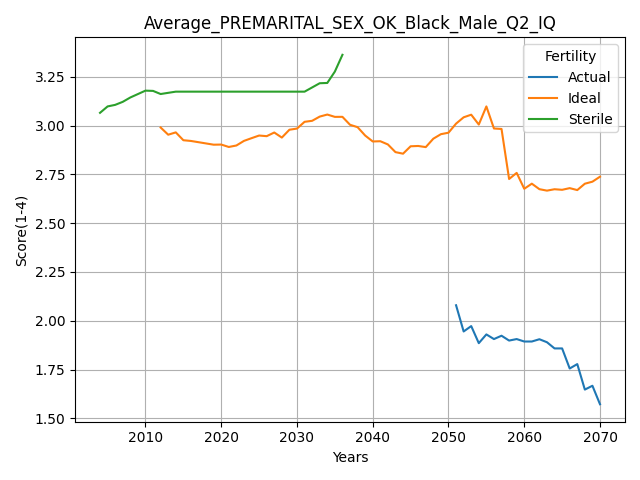 Average_PREMARITAL_SEX_OK_Black_Male_Q2_IQ
Fertility
Actual
Ideal
Sterile
Score(1-4)
3.25
3.00
2.75
2.50
2.25
2.00
1.75
1.50
2010
2020
2030
2040
2050
2060
2070
Years